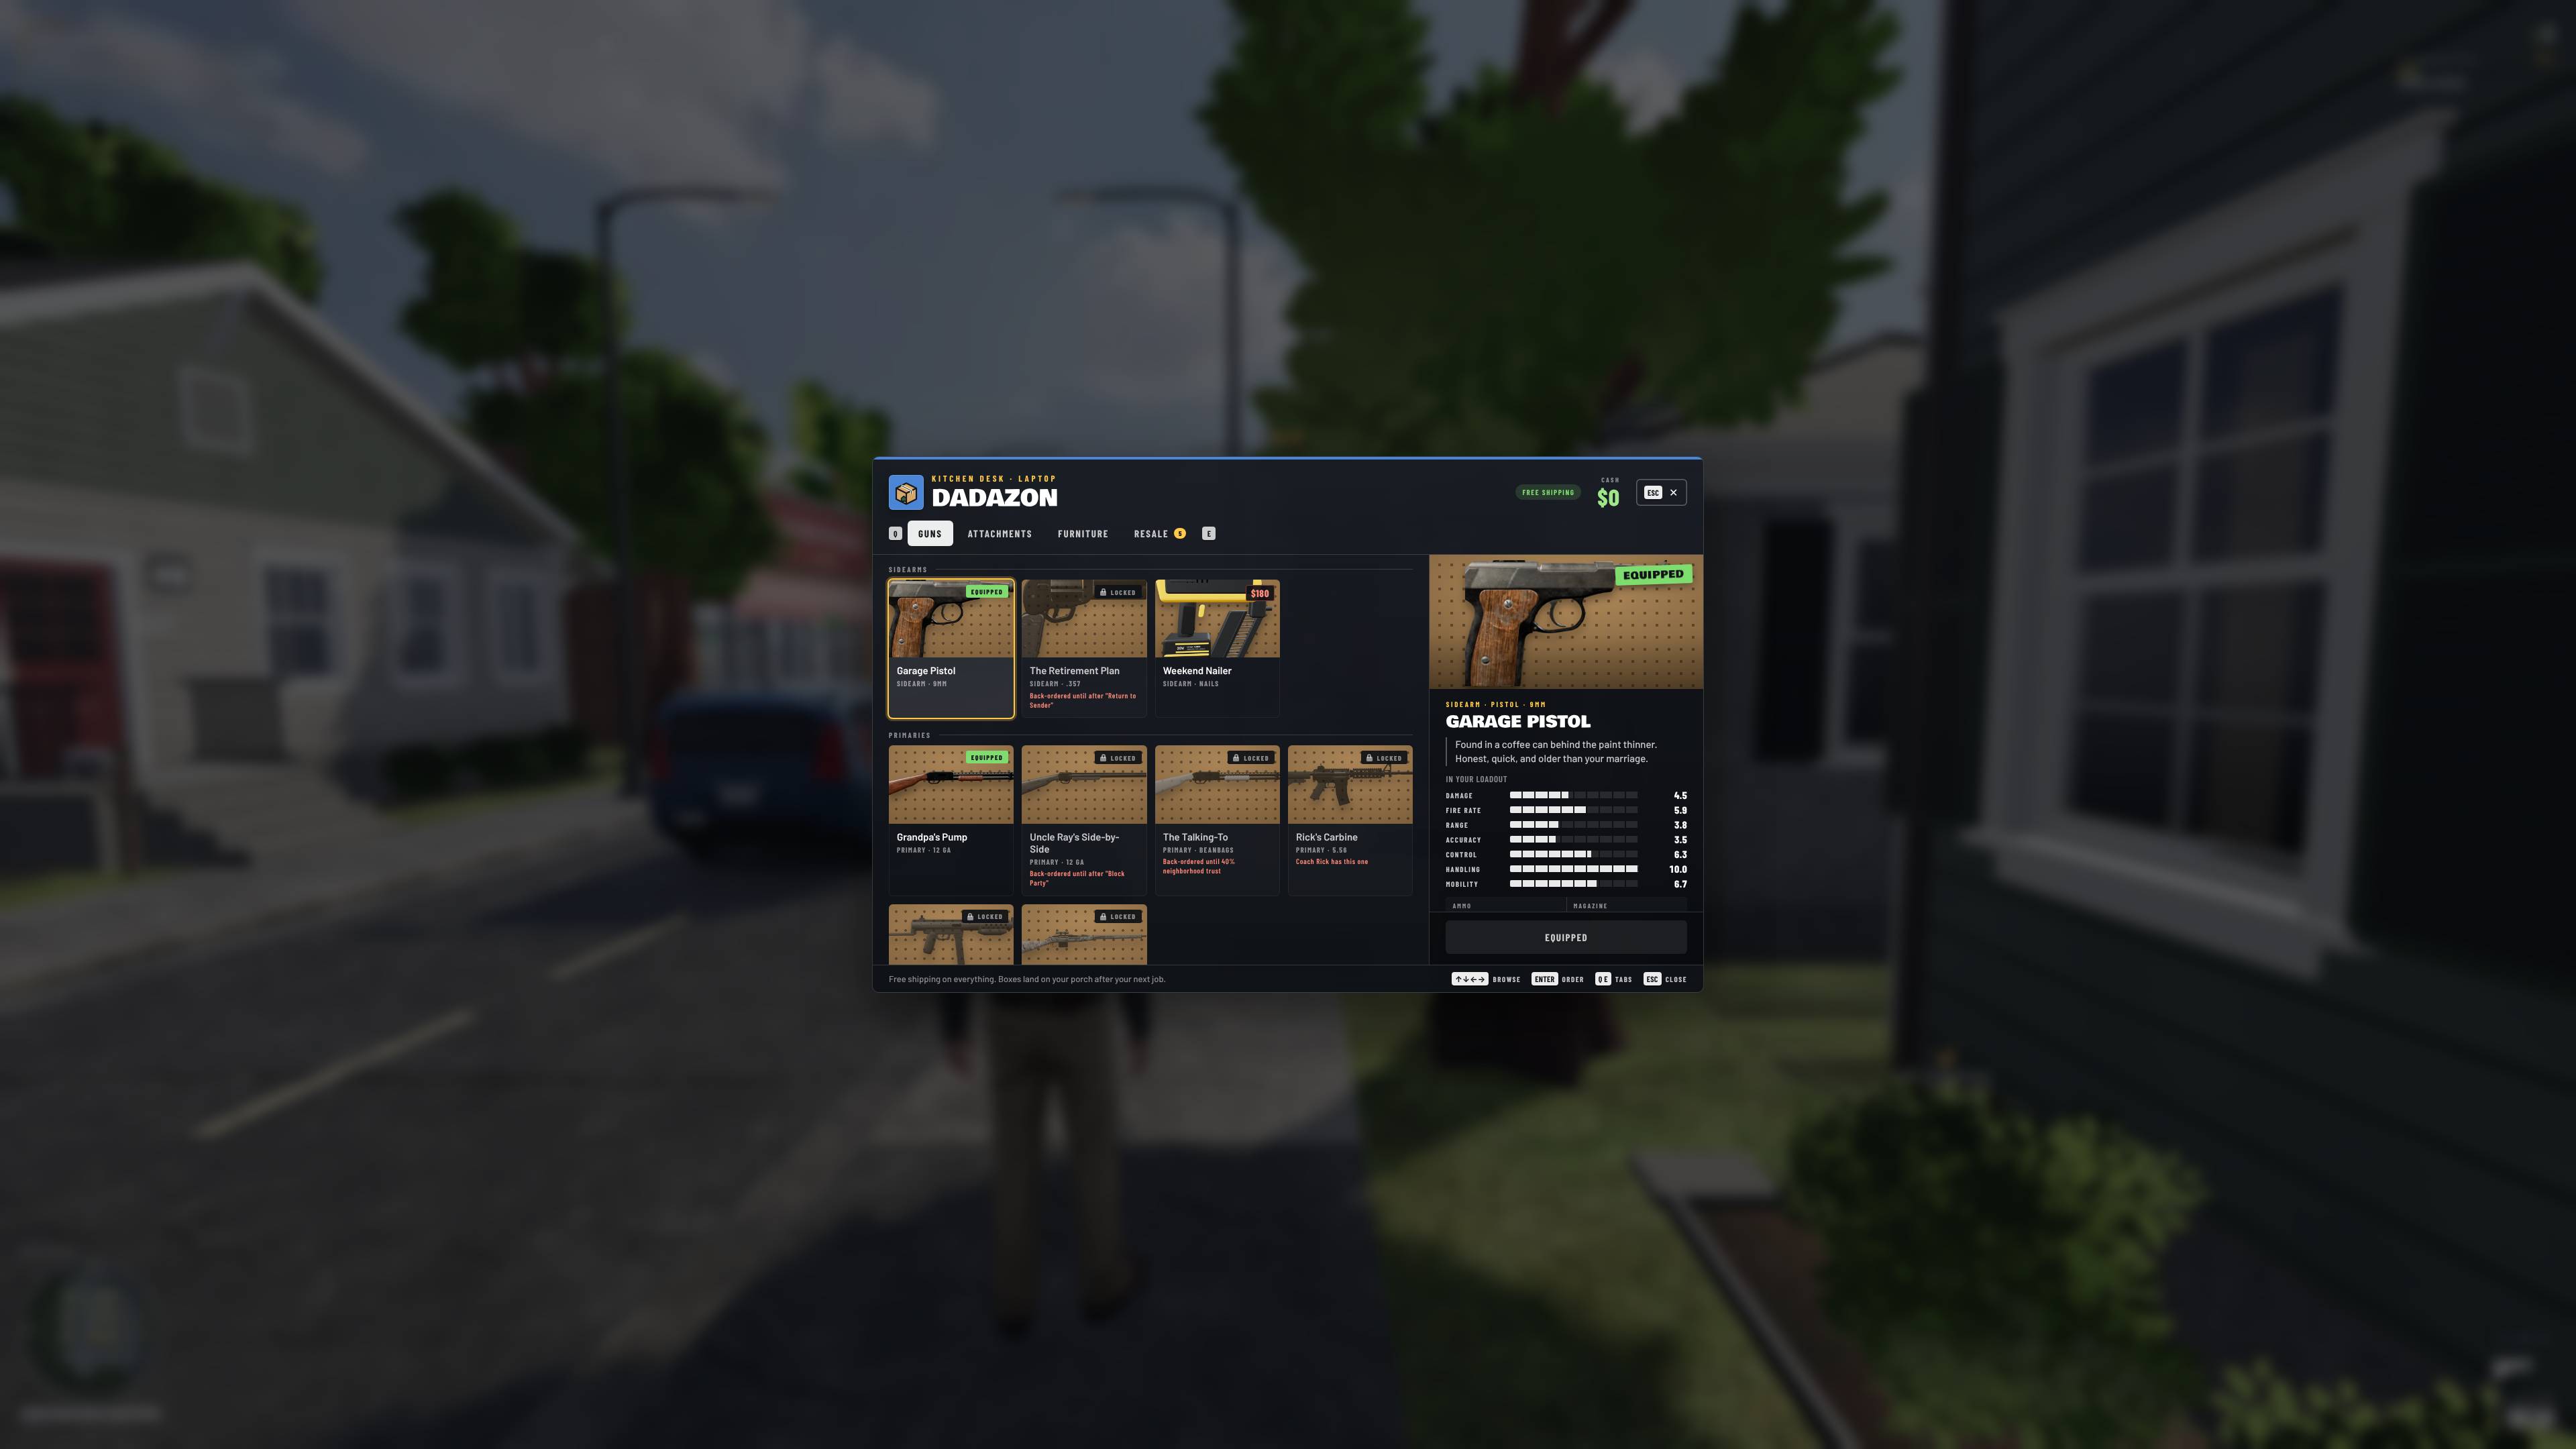 KITCHEN DESK · LAPTOP
DADAZON
FREE SHIPPING
CASH
$0
ESC ✕
Q
GUNS
ATTACHMENTS
FURNITURE
RESALE
E
SIDEARMS
EQUIPPED
Garage Pistol
SIDEARM · 9MM
LOCKED
The Retirement Plan
SIDEARM · .357
Back-ordered until after "Return to
Sender"
$180
Weekend Nailer
SIDEARM · NAILS
PRIMARIES
EQUIPPED
Grandpa's Pump
PRIMARY · 12 GA
LOCKED
Uncle Ray's Side-by-
Side
PRIMARY · 12 GA
Back-ordered until after "Block
Party"
LOCKED
The Talking-To
PRIMARY · BEANBAGS
Back-ordered until 40%
neighborhood trust
LOCKED
Rick's Carbine
PRIMARY · 5.56
Coach Rick has this one
LOCKED
LOCKED
EQUIPPED
SIDEARM · PISTOL · 9MM
GARAGE PISTOL
Found in a coffee can behind the paint thinner.
Honest, quick, and older than your marriage.
IN YOUR LOADOUT
DAMAGE 4.5
FIRE RATE 5.9
RANGE 3.8
ACCURACY 3.5
CONTROL 6.3
HANDLING 10.0
MOBILITY 6.7
AMMO MAGAZINE
EQUIPPED
Free shipping on everything. Boxes land on your porch after your next job.
↑↓←→ BROWSE ENTER ORDER Q E TABS ESC CLOSE